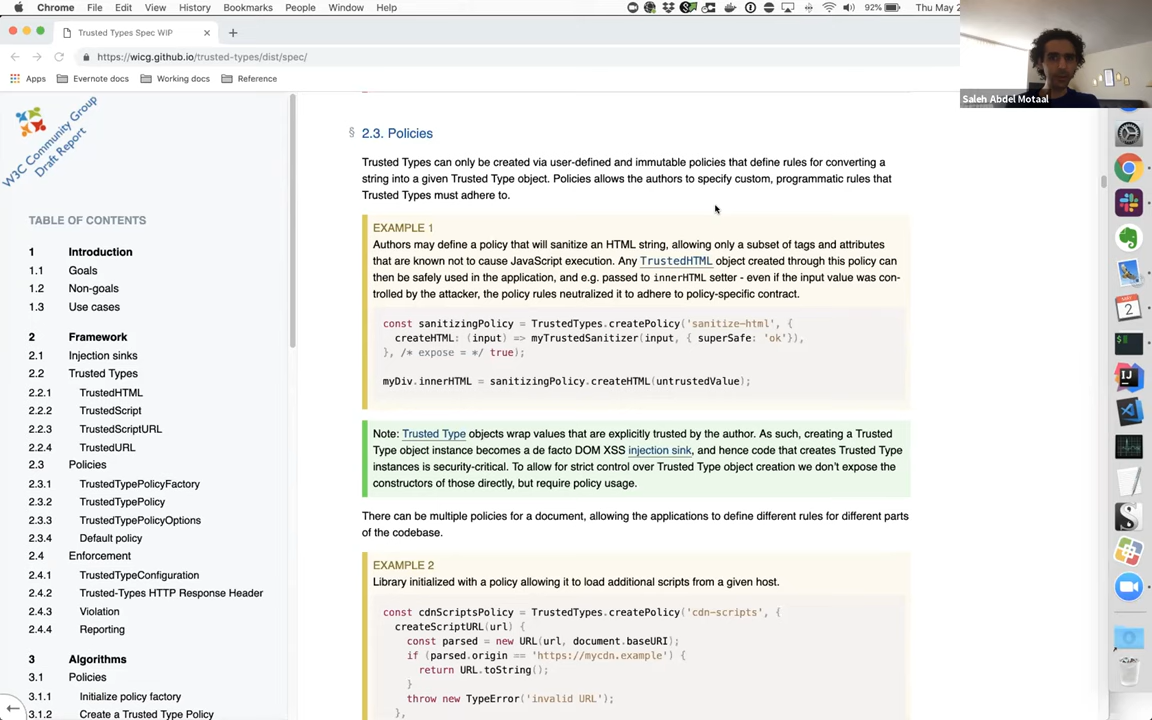 Chrome File Edit View History Bookmarks People Window Help 92% Thu May 2
Trusted Types Spec WIP
https://wicg.github.io/trusted-types/dist/spec/
Apps Evernote docs Working docs Reference
Saleh Abdel Motaal
W3C Community Group
Draft Report
TABLE OF CONTENTS
1 Introduction
1.1 Goals
1.2 Non-goals
1.3 Use cases
2 Framework
2.1 Injection sinks
2.2 Trusted Types
2.2.1 TrustedHTML
2.2.2 TrustedScript
2.2.3 TrustedScriptURL
2.2.4 TrustedURL
2.3 Policies
2.3.1 TrustedTypePolicyFactory
2.3.2 TrustedTypePolicy
2.3.3 TrustedTypePolicyOptions
2.3.4 Default policy
2.4 Enforcement
2.4.1 TrustedTypeConfiguration
2.4.2 Trusted-Types HTTP Response Header
2.4.3 Violation
2.4.4 Reporting
3 Algorithms
3.1 Policies
3.1.1 Initialize policy factory
3.1.2 Create a Trusted Type Policy
§ 2.3. Policies
Trusted Types can only be created via user-defined and immutable policies that define rules for converting a
string into a given Trusted Type object. Policies allows the authors to specify custom, programmatic rules that
Trusted Types must adhere to.
EXAMPLE 1
Authors may define a policy that will sanitize an HTML string, allowing only a subset of tags and attributes
that are known not to cause JavaScript execution. Any TrustedHTML object created through this policy can
then be safely used in the application, and e.g. passed to innerHTML setter - even if the input value was con-
trolled by the attacker, the policy rules neutralized it to adhere to policy-specific contract.
const sanitizingPolicy = TrustedTypes.createPolicy('sanitize-html', {
createHTML: (input) => myTrustedSanitizer(input, { superSafe: 'ok'}),
}, /* expose = */ true);
myDiv.innerHTML = sanitizingPolicy.createHTML(untrustedValue);
Note: Trusted Type objects wrap values that are explicitly trusted by the author. As such, creating a Trusted
Type object instance becomes a de facto DOM XSS injection sink, and hence code that creates Trusted Type
instances is security-critical. To allow for strict control over Trusted Type object creation we don't expose the
constructors of those directly, but require policy usage.
There can be multiple policies for a document, allowing the applications to define different rules for different parts
of the codebase.
EXAMPLE 2
Library initialized with a policy allowing it to load additional scripts from a given host.
const cdnScriptsPolicy = TrustedTypes.createPolicy('cdn-scripts', {
createScriptURL(url) {
const parsed = new URL(url, document.baseURI);
if (parsed.origin == 'https://mycdn.example') {
return URL.toString();
}
throw new TypeError('invalid URL');
},